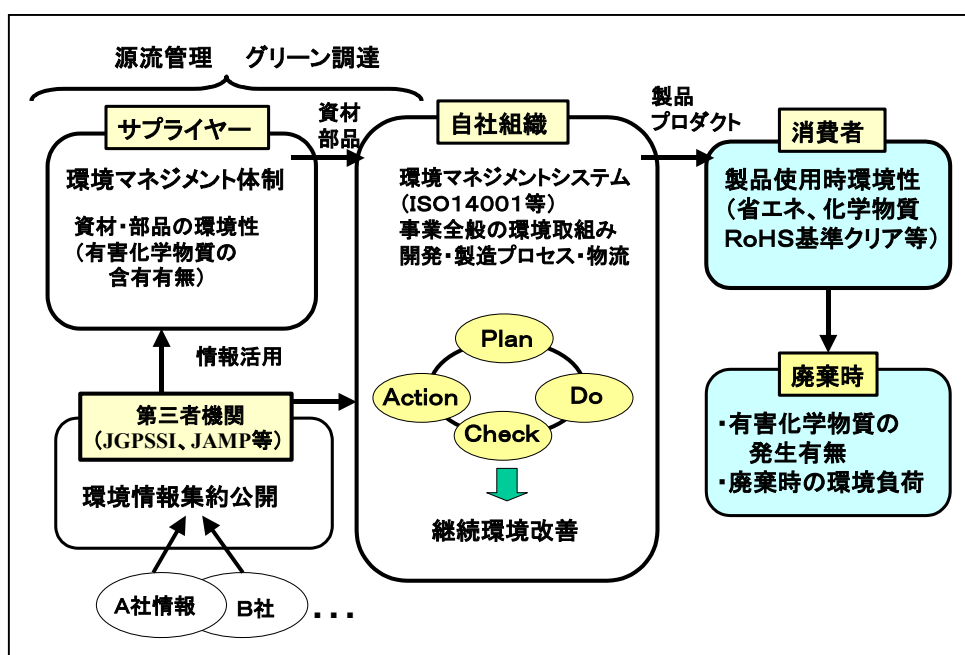 源流管理 グリーン調達
サプライヤー
環境マネジメント体制
資材・部品の環境性
(有害化学物質の
含有有無)
資材
部品
自社組織
環境マネジメントシステム
(ISO14001等)
事業全般の環境取組み
開発・製造プロセス・物流
Plan
Action
Do
Check
継続環境改善
製品
プロダクト
消費者
製品使用時環境性
(省エネ、化学物質
RoHS基準クリア等)
廃棄時
・有害化学物質の
発生有無
・廃棄時の環境負荷
情報活用
第三者機関
(JGPSSI、JAMP等)
環境情報集約公開
A社情報
B社
...